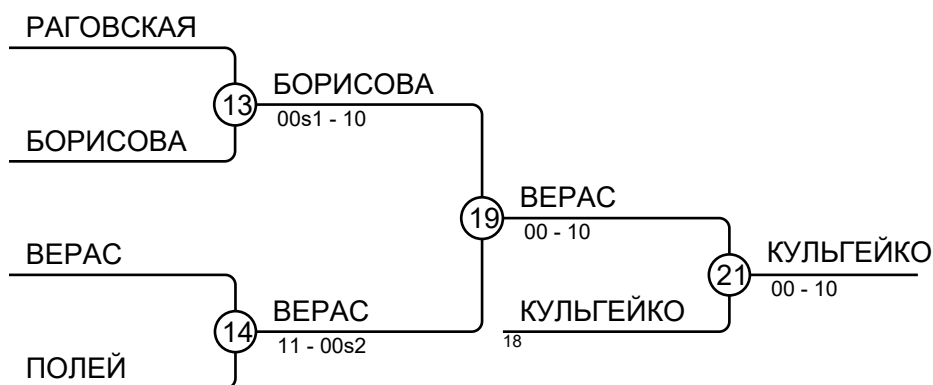 РАГОВСКАЯ
13
БОРИСОВА
00s1 - 10
БОРИСОВА
19
ВЕРАС
00 - 10
ВЕРАС
21
КУЛЬГЕЙКО
00 - 10
14
ВЕРАС
11 - 00s2
КУЛЬГЕЙКО
18
ПОЛЕЙ